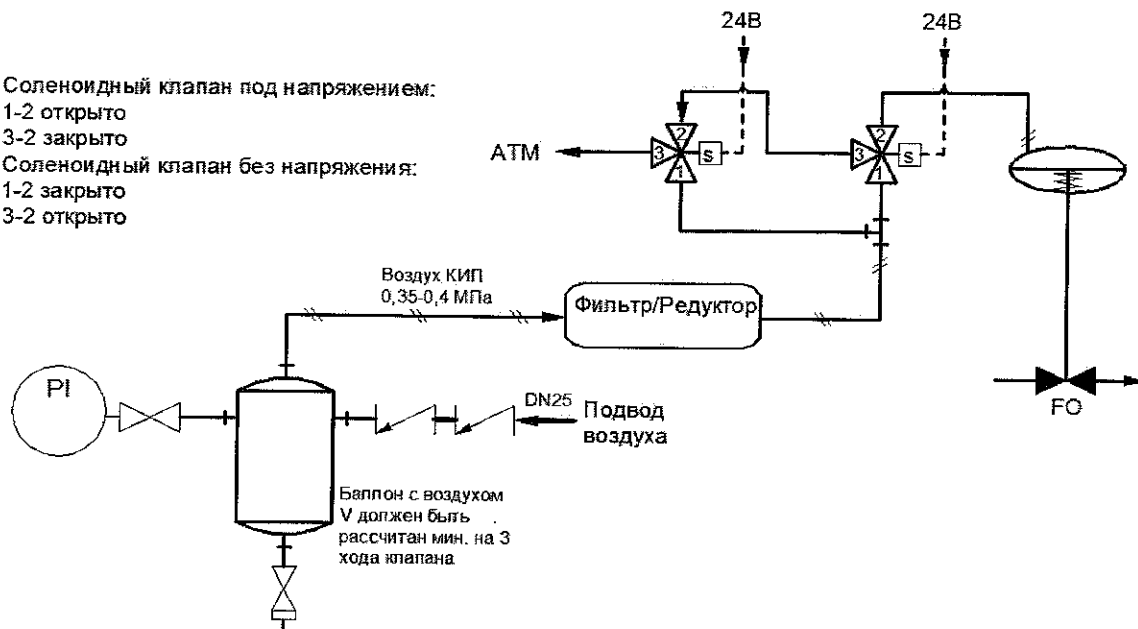 24В
24В
Соленоидный клапан под напряжением:
1-2 открыто
3-2 закрыто
Соленоидный клапан без напряжения:
1-2 закрыто
3-2 открыто
АТМ
2
3
1
s
2
3
1
s
Воздух КИП
0,35-0,4 МПа
Фильтр/Редуктор
PI
DN25
Подвод
воздуха
FO
Баллон с воздухом
V должен быть
рассчитан мин. на 3
хода клапана